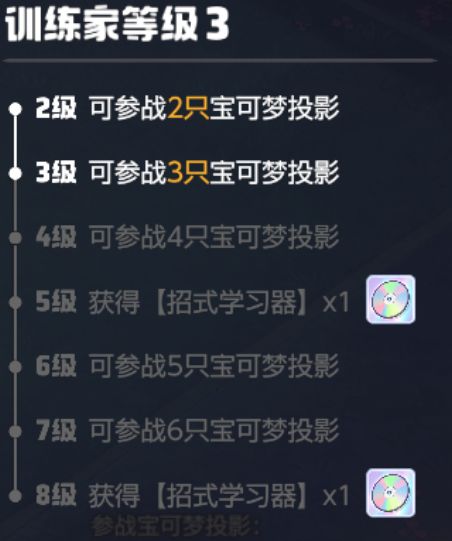 训练家等级3
2级 可参战2只宝可梦投影
3级 可参战3只宝可梦投影
4级 可参战4只宝可梦投影
5级 获得【招式学习器】x1
6级 可参战5只宝可梦投影
7级 可参战6只宝可梦投影
8级 获得【招式学习器】x1
参战宝可梦投影: